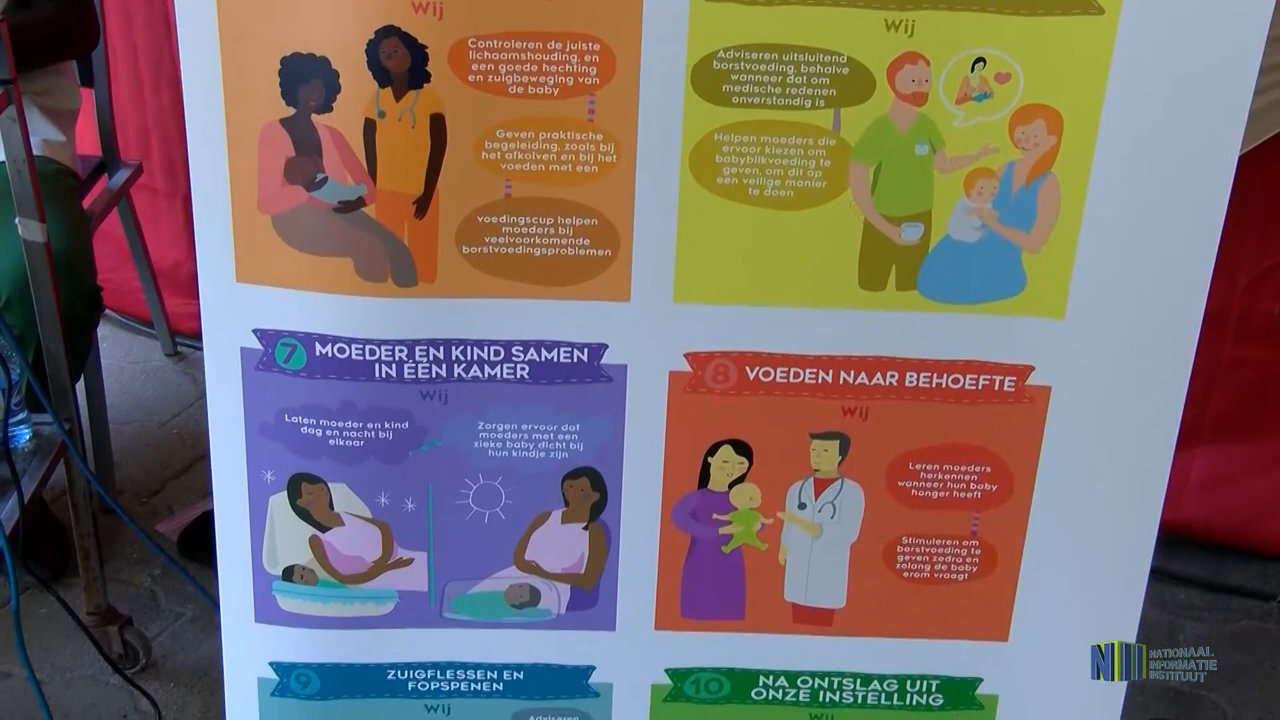 Wij
Controleren de juiste
lichaamshouding, en
een goede hechting
en zuigbeweging van
de baby
Geven praktische
begeleiding, zoals bij
het afkolven en bij het
voeden met een
voedingscup helpen
moeders bij
veelvoorkomende
borstvoedingsproblemen
Wij
Adviseren uitsluitend
borstvoeding, behalve
wanneer dat om
medische redenen
onverstandig is
Helpen moeders die
ervoor kiezen om
babyblikvoeding te
geven, om dit op
een veilige manier
te doen
7 MOEDER EN KIND SAMEN
IN ÉÉN KAMER
Wij
Laten moeder en kind
dag en nacht bij
elkaar
Zorgen ervoor dat
moeders met een
zieke baby dicht bij
hun kindje zijn
8 VOEDEN NAAR BEHOEFTE
Wij
Leren moeders
herkennen
wanneer hun baby
honger heeft
Stimuleren om
borstvoeding te
geven zodra en
zolang de baby
erom vraagt
9 ZUIGFLESSEN EN
FOPSPENEN
Wij
Adviseren
10 NA ONTSLAG UIT
ONZE INSTELLING
Wij
NATIONAAL
INFORMATIE
INSTITUUT